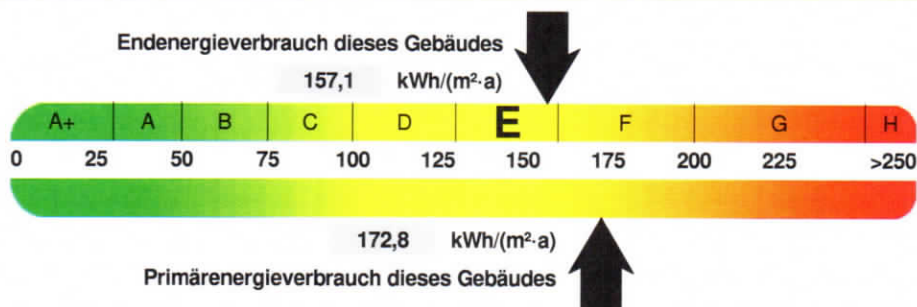 Endenergieverbrauch dieses Gebäudes
157,1 kWh/(m²·a)
A+ A B C D E F G H
0 25 50 75 100 125 150 175 200 225 >250
172,8 kWh/(m²·a)
Primärenergieverbrauch dieses Gebäudes